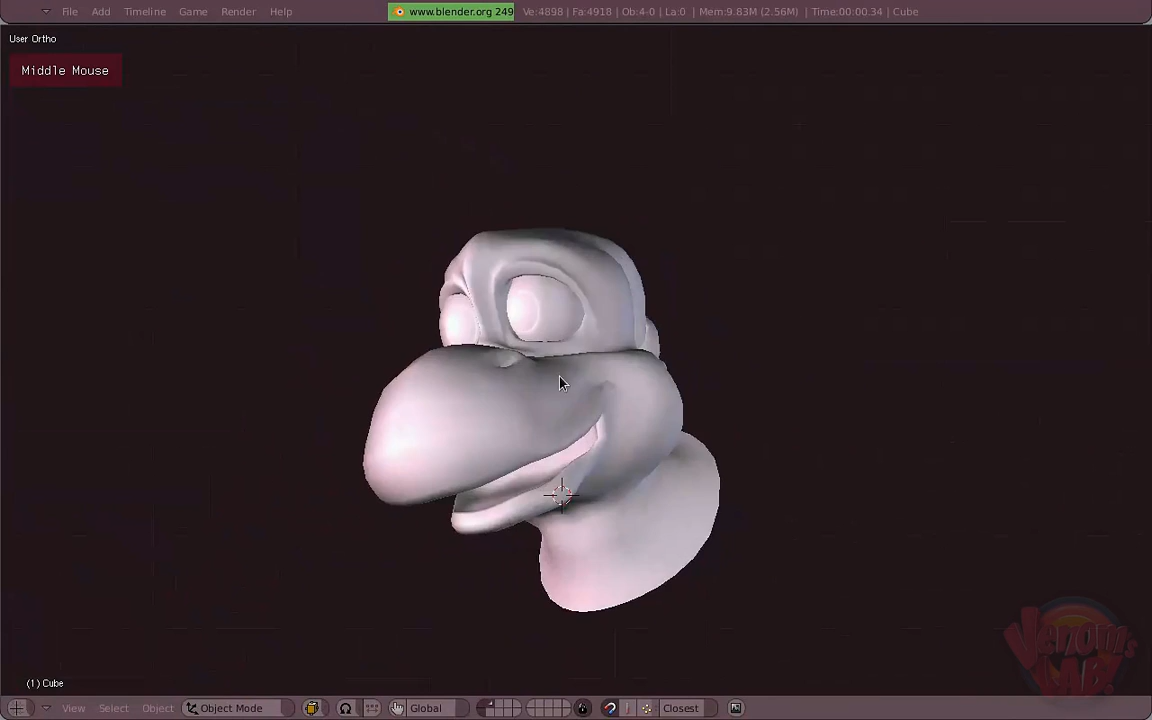 File Add Timeline Game Render Help www.blender.org 249 Ve:4898 | Fa:4918 | Ob:4-0 | La:0 | Mem:9.83M (2.56M) | Time:00:00.34 | Cube
User Ortho
Middle Mouse
Venom's
LAB!
(1) Cube
View Select Object Object Mode Global Closest